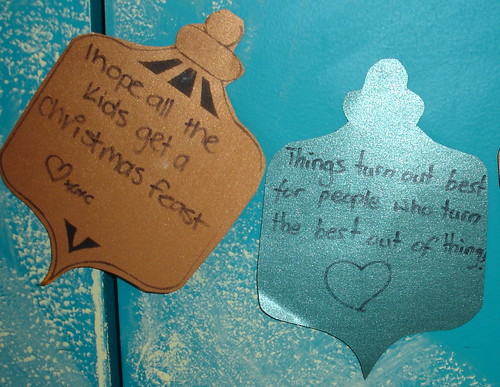 I hope all the
Kids get a
Christmas feast
Things turn out best
for people who turn
the best out of things!